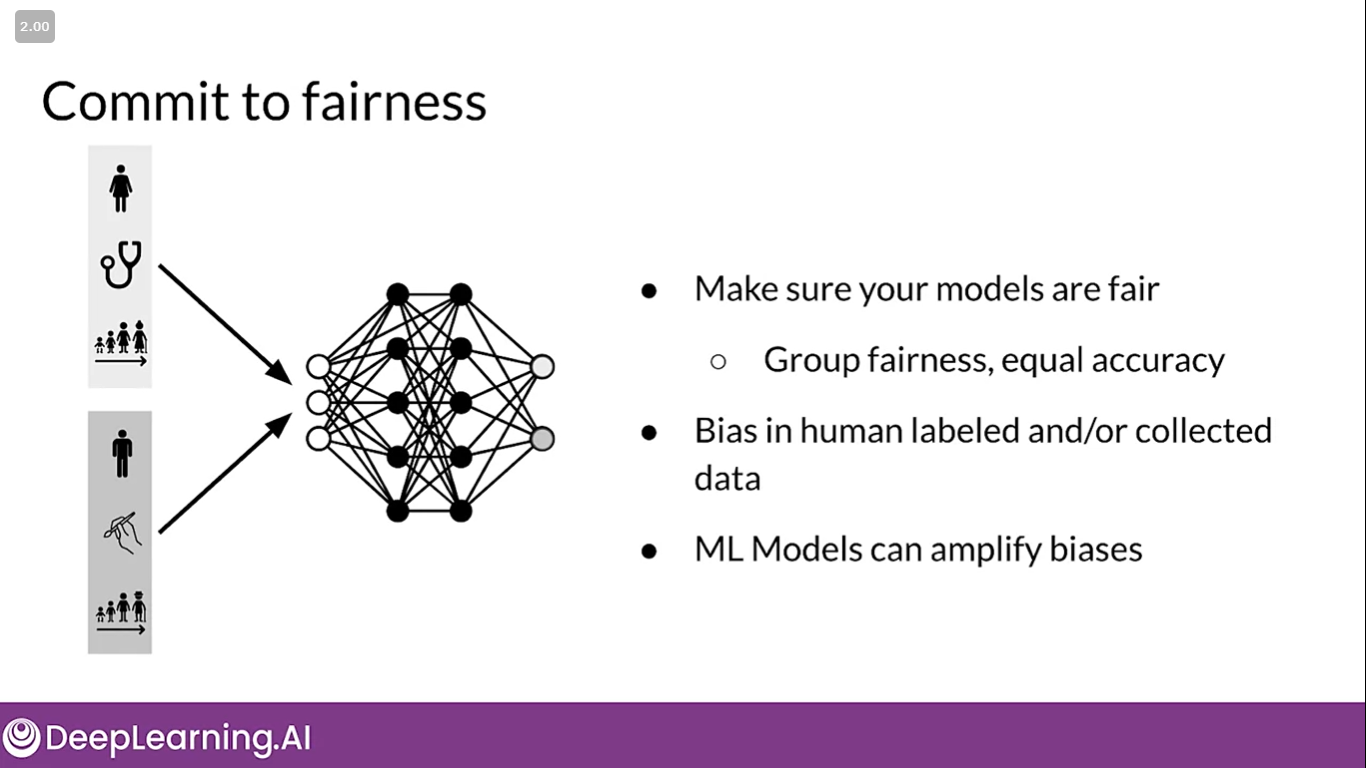 2.00
Commit to fairness
● Make sure your models are fair
○ Group fairness, equal accuracy
● Bias in human labeled and/or collected
data
● ML Models can amplify biases
DeepLearning.AI